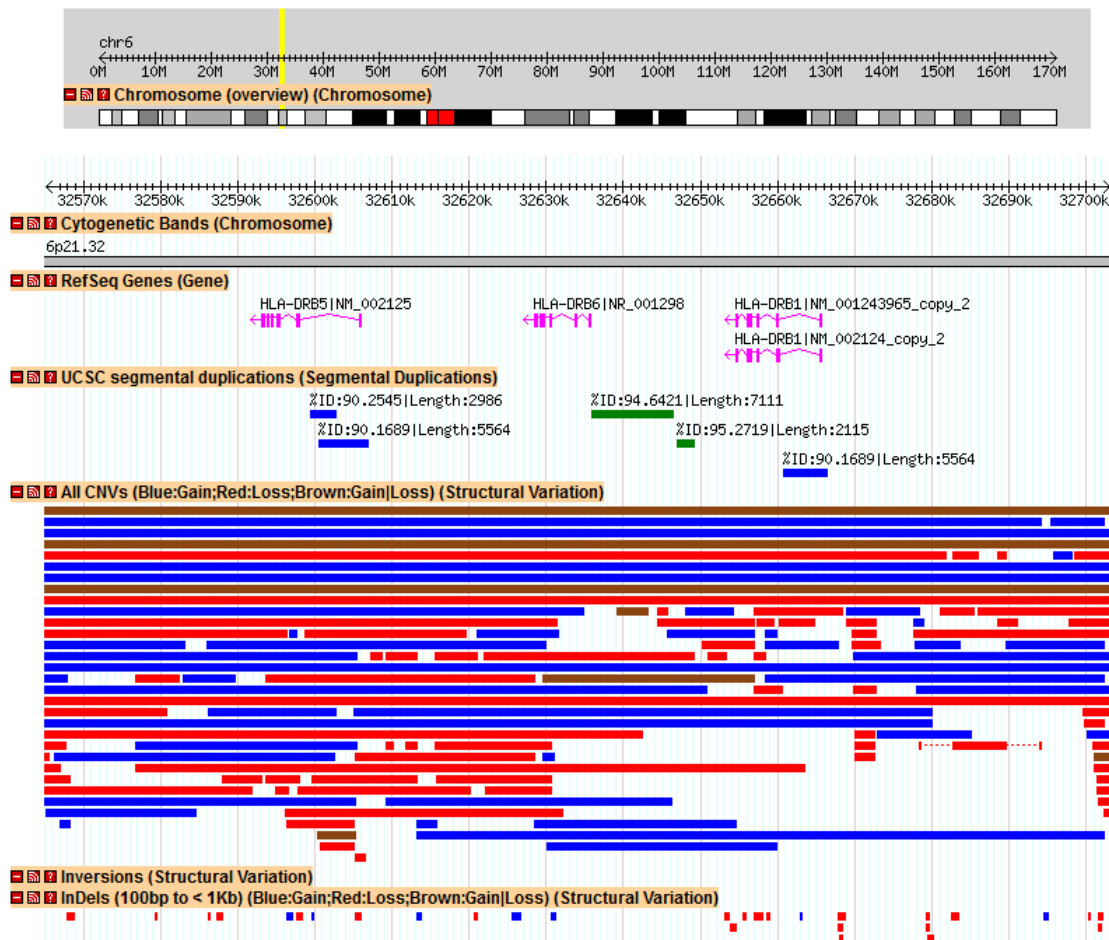 chr6
0M 10M 20M 30M 40M 50M 60M 70M 80M 90M 100M 110M 120M 130M 140M 150M 160M 170M
Chromosome (overview) (Chromosome)
32570k 32580k 32590k 32600k 32610k 32620k 32630k 32640k 32650k 32660k 32670k 32680k 32690k 32700k
Cytogenetic Bands (Chromosome)
6p21.32
RefSeq Genes (Gene)
HLA-DRB5|NM_002125 HLA-DRB6|NR_001298 HLA-DRB1|NM_001243965_copy_2
HLA-DRB1|NM_002124_copy_2
UCSC segmental duplications (Segmental Duplications)
%ID:90.2545|Length:2986 %ID:94.6421|Length:7111
%ID:90.1689|Length:5564 %ID:95.2719|Length:2115
%ID:90.1689|Length:5564
All CNVs (Blue:Gain;Red:Loss;Brown:Gain|Loss) (Structural Variation)
Inversions (Structural Variation)
InDels (100bp to < 1Kb) (Blue:Gain;Red:Loss;Brown:Gain|Loss) (Structural Variation)